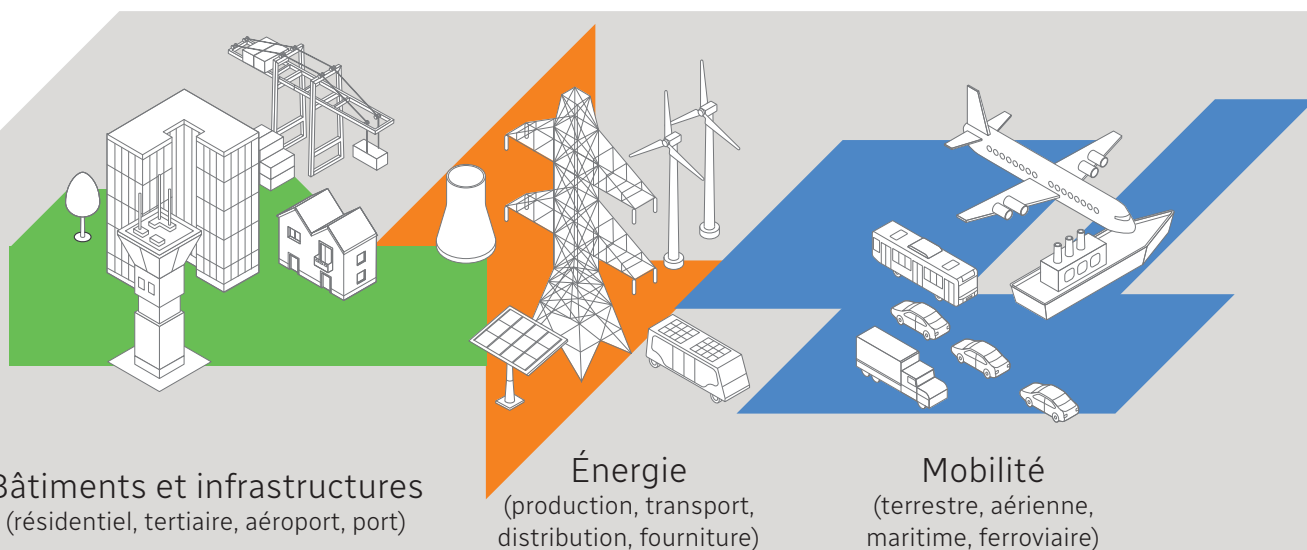 Bâtiments et infrastructures
(résidentiel, tertiaire, aéroport, port)
Énergie
(production, transport,
distribution, fourniture)
Mobilité
(terrestre, aérienne,
maritime, ferroviaire)